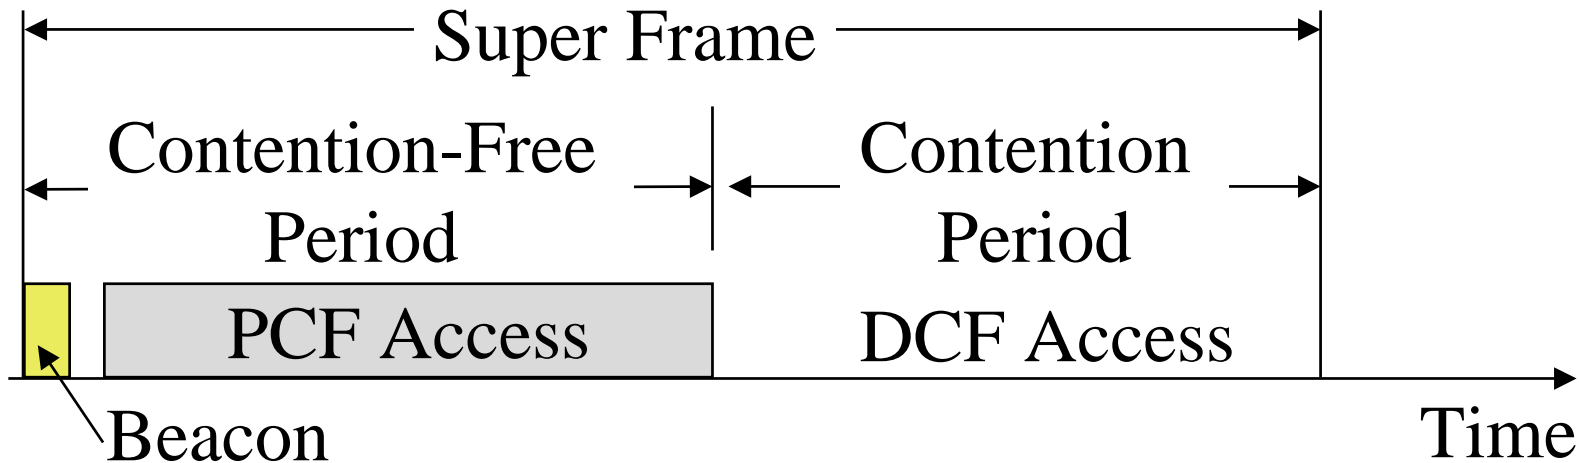 Super Frame
Contention-Free
Period
Contention
Period
PCF Access
DCF Access
Beacon
Time